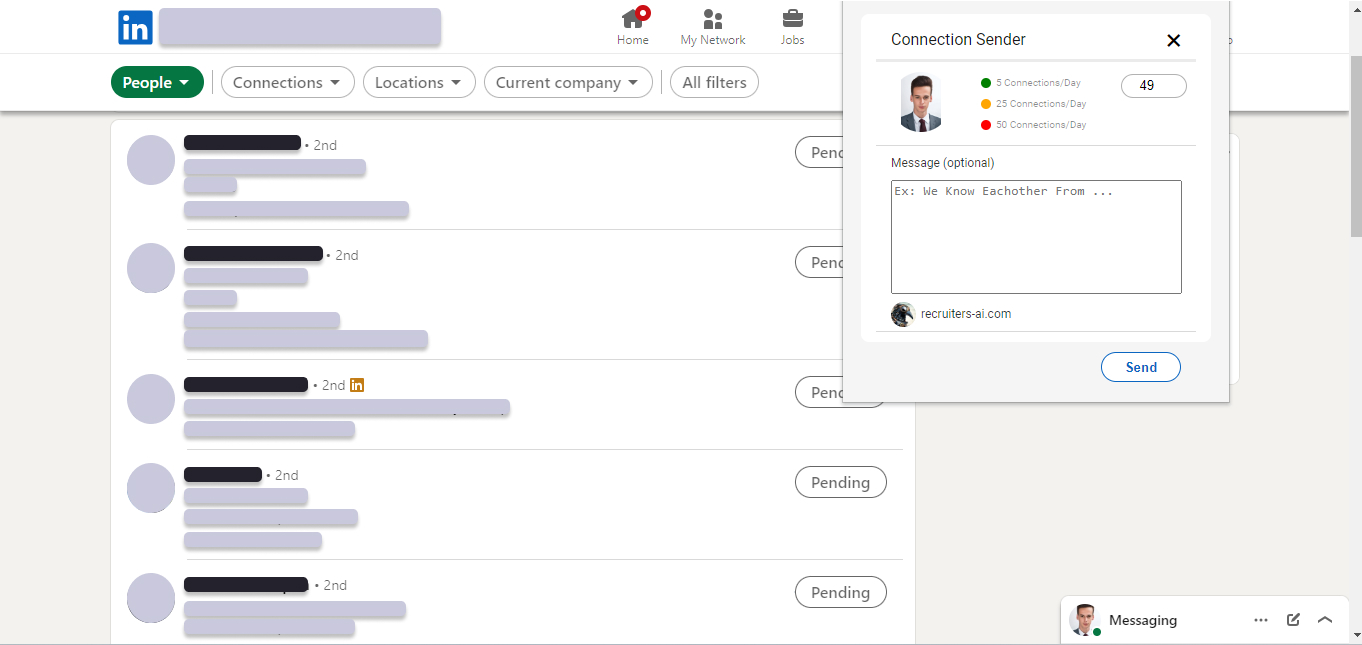 in
Home
My Network
Jobs
People
Connections
Locations
Current company
All filters
• 2nd
Pend
• 2nd
Pend
• 2nd in
Pend
• 2nd
Pending
• 2nd
Pending
Connection Sender
5 Connections/Day
25 Connections/Day
50 Connections/Day
49
Message (optional)
Ex: We Know Eachother From ...
recruiters-ai.com
Send
Messaging